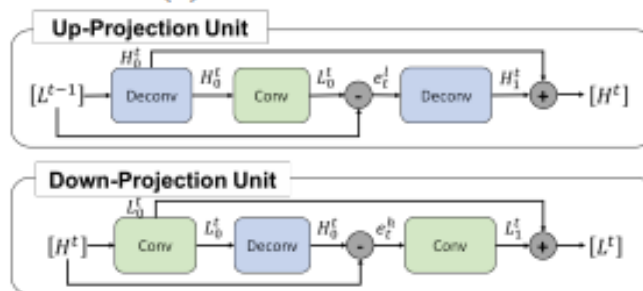 Up-Projection Unit
H₀ᵗ
[Lᵗ⁻¹] Deconv H₀ᵗ Conv L₀ᵗ - eₜˡ Deconv H₁ᵗ + [Hᵗ]
Down-Projection Unit
L₀ᵗ
[Hᵗ] Conv L₀ᵗ Deconv H₀ᵗ - eₜʰ Conv L₁ᵗ + [Lᵗ]